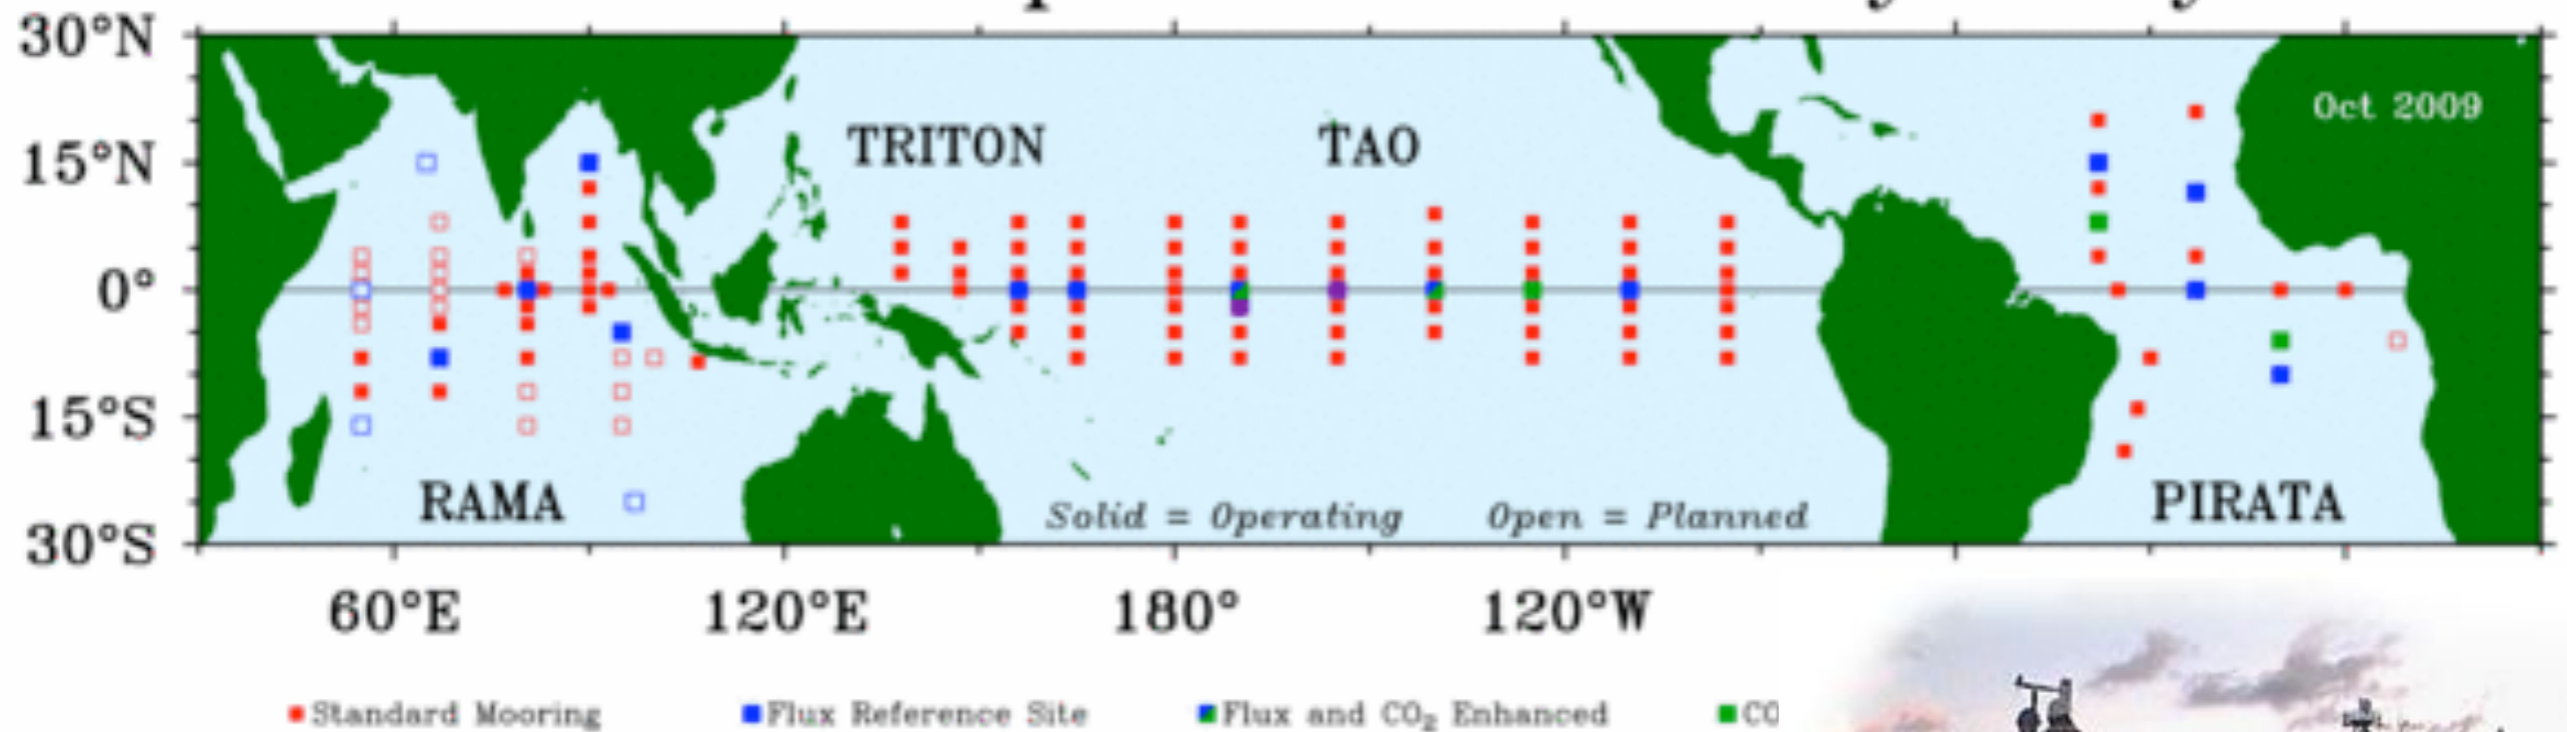 30°N
Oct 2009
TRITON TAO
15°N
0°
15°S
RAMA PIRATA
Solid = Operating Open = Planned
30°S
60°E 120°E 180° 120°W
Standard Mooring Flux Reference Site Flux and CO₂ Enhanced CO